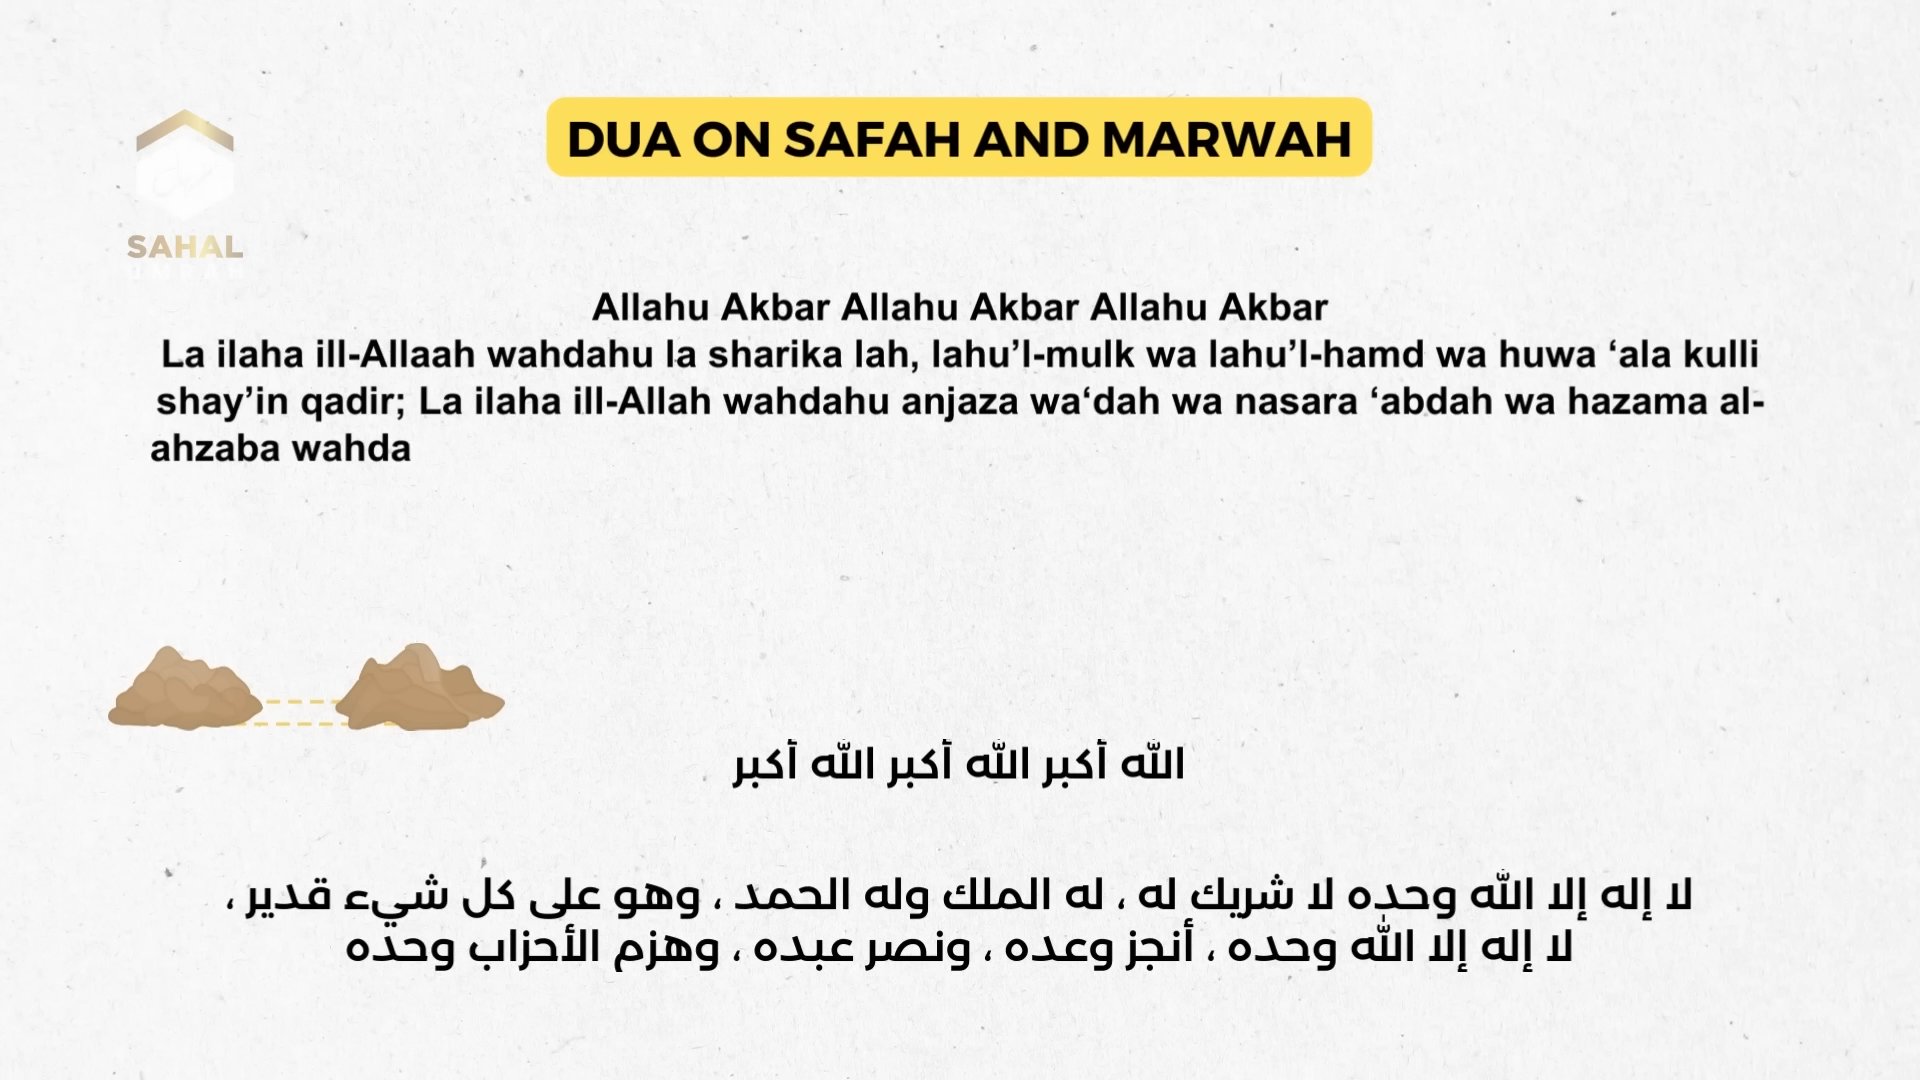 DUA ON SAFAH AND MARWAH
SAHAL
Allahu Akbar Allahu Akbar Allahu Akbar
La ilaha ill-Allaah wahdahu la sharika lah, lahu’l-mulk wa lahu’l-hamd wa huwa ‘ala kulli
shay’in qadir; La ilaha ill-Allah wahdahu anjaza wa‘dah wa nasara ‘abdah wa hazama al-
ahzaba wahda
الله أكبر الله أكبر الله أكبر
لا إله إلا الله وحده لا شريك له ، له الملك وله الحمد ، وهو على كل شيء قدير ،
لا إله إلا الله وحده ، أنجز وعده ، ونصر عبده ، وهزم الأحزاب وحده